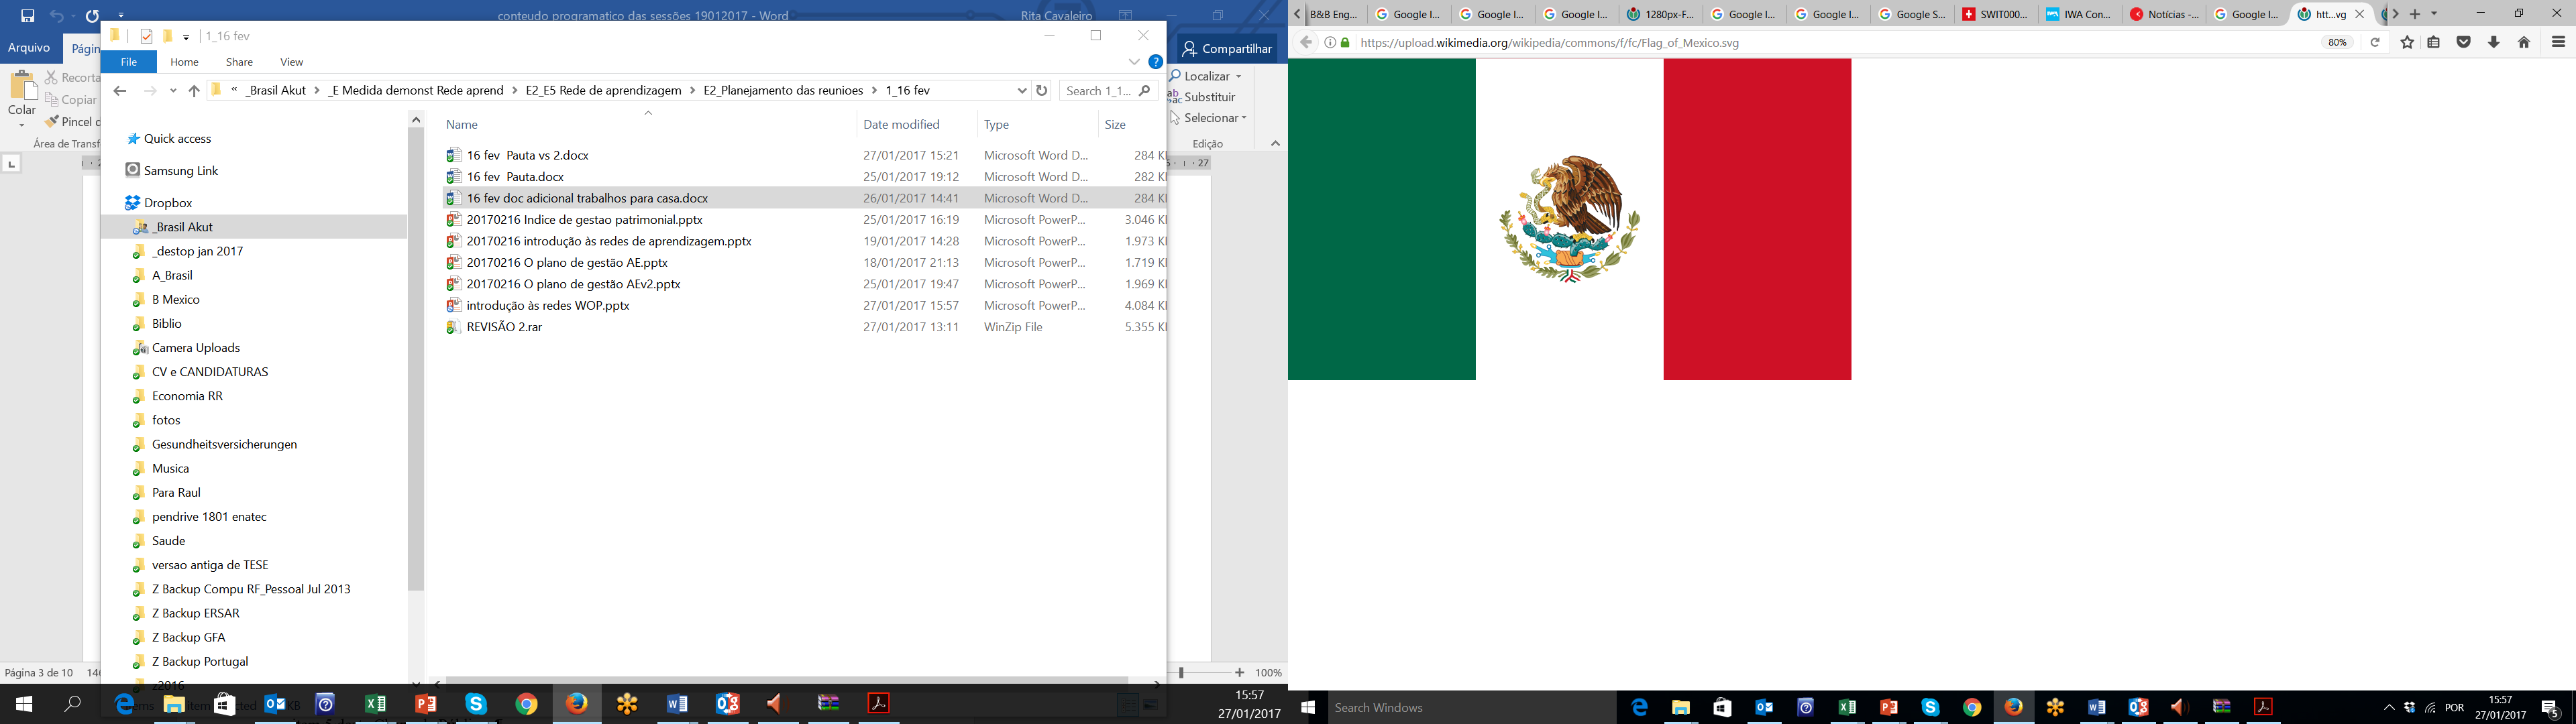 conteudo programatico das sessões 19012017 - Word
Rita Cavaleiro
Arquivo
Compartilhar
Colar
Copiar
Localizar
Substituir
Selecionar
Edição
1_16 fev
File Home Share View
« _Brasil Akut > _E Medida demonst Rede aprend > E2_E5 Rede de aprendizagem > E2_Planejamento das reunioes > 1_16 fev
Search 1_1...
Name Date modified Type Size
16 fev Pauta vs 2.docx 27/01/2017 15:21 Microsoft Word D... 284 K
16 fev Pauta.docx 25/01/2017 19:12 Microsoft Word D... 282 K
16 fev doc adicional trabalhos para casa.docx 26/01/2017 14:41 Microsoft Word D... 284 K
20170216 Indice de gestao patrimonial.pptx 25/01/2017 16:19 Microsoft PowerP... 3.046 K
20170216 introdução às redes de aprendizagem.pptx 19/01/2017 14:28 Microsoft PowerP... 1.973 K
20170216 O plano de gestão AE.pptx 18/01/2017 21:13 Microsoft PowerP... 1.719 K
20170216 O plano de gestão AEv2.pptx 25/01/2017 19:47 Microsoft PowerP... 1.969 K
introdução às redes WOP.pptx 27/01/2017 15:57 Microsoft PowerP... 4.084 K
REVISÃO 2.rar 27/01/2017 13:11 WinZip File 5.355 K
Quick access
Samsung Link
Dropbox
_Brasil Akut
_destop jan 2017
A_Brasil
B Mexico
Biblio
Camera Uploads
CV e CANDIDATURAS
Economia RR
fotos
Gesundheitsversicherungen
Musica
Para Raul
pendrive 1801 enatec
Saude
versao antiga de TESE
Z Backup Compu RF_Pessoal Jul 2013
Z Backup ERSAR
Z Backup GFA
Z Backup Portugal
z2016
Página 3 de 10
100%
15:57
27/01/2017
B&B Eng... Google I... Google I... Google I... 1280px-F... Google I... Google I... Google S... SWIT000... IWA Con... Notícias -... Google I... htt...vg
https://upload.wikimedia.org/wikipedia/commons/f/fc/Flag_of_Mexico.svg
80%
Search Windows
POR
15:57
27/01/2017
5